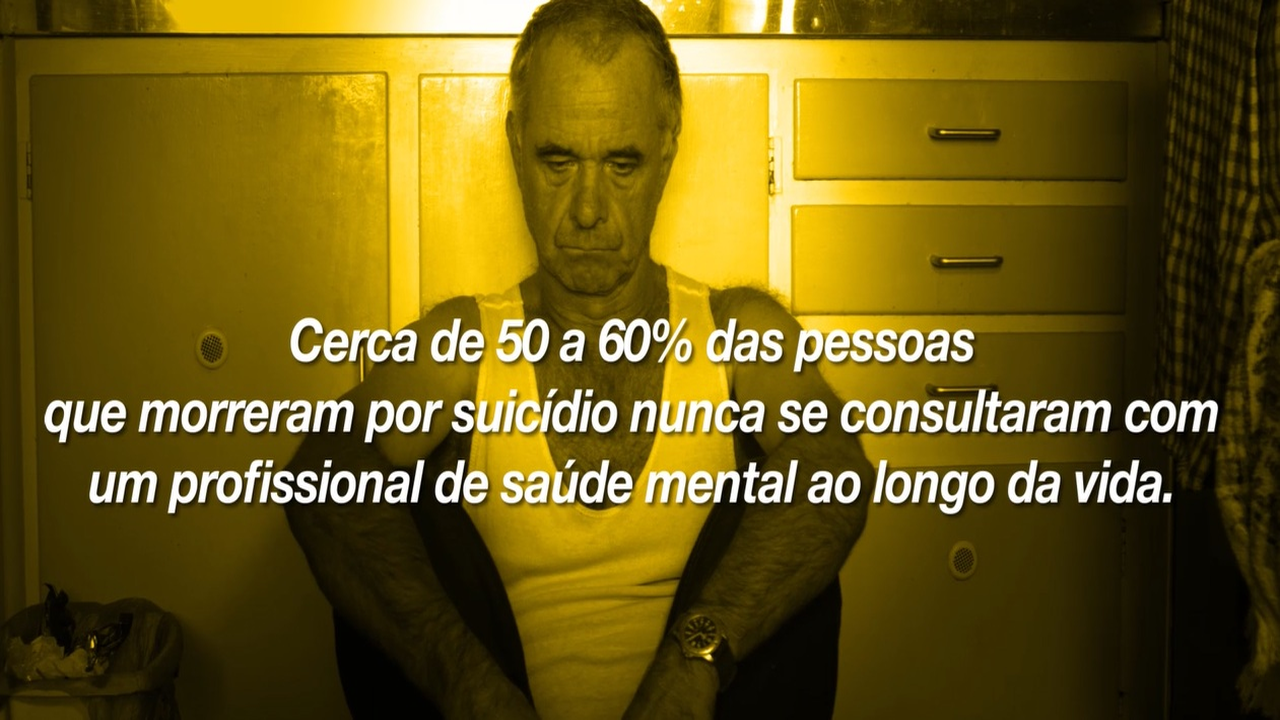 Cerca de 50 a 60% das pessoas
que morreram por suicídio nunca se consultaram com
um profissional de saúde mental ao longo da vida.